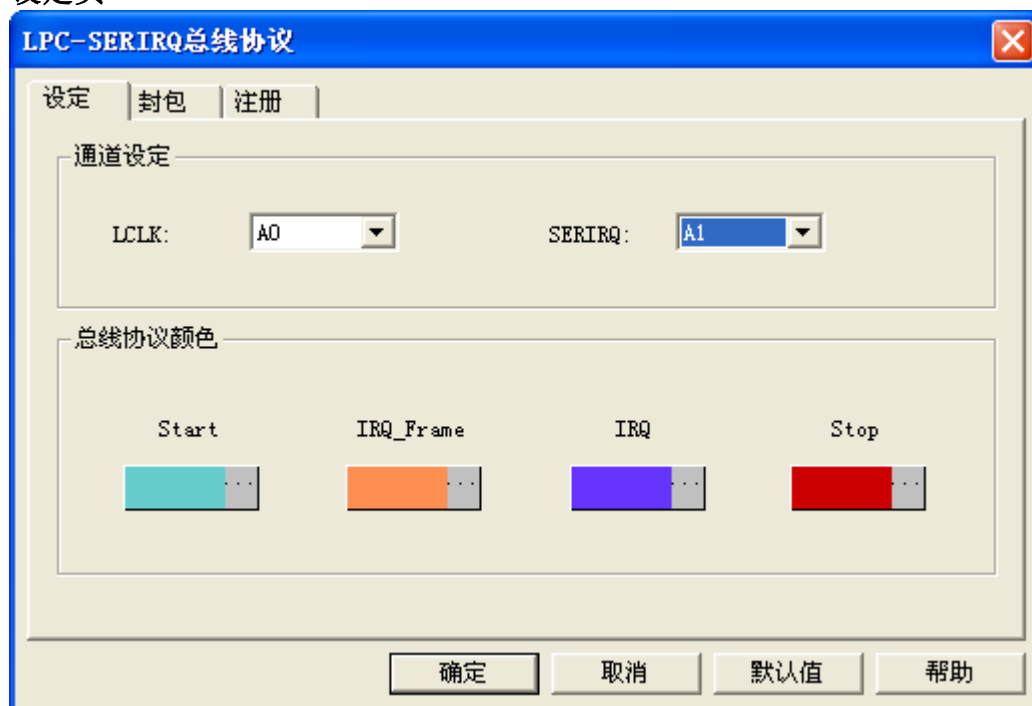 LPC-SERIRQ总线协议
设定 封包 注册
通道设定
LCLK: A0 SERIRQ: A1
总线协议颜色
Start IRQ_Frame IRQ Stop
... ... ... ...
确定 取消 默认值 帮助